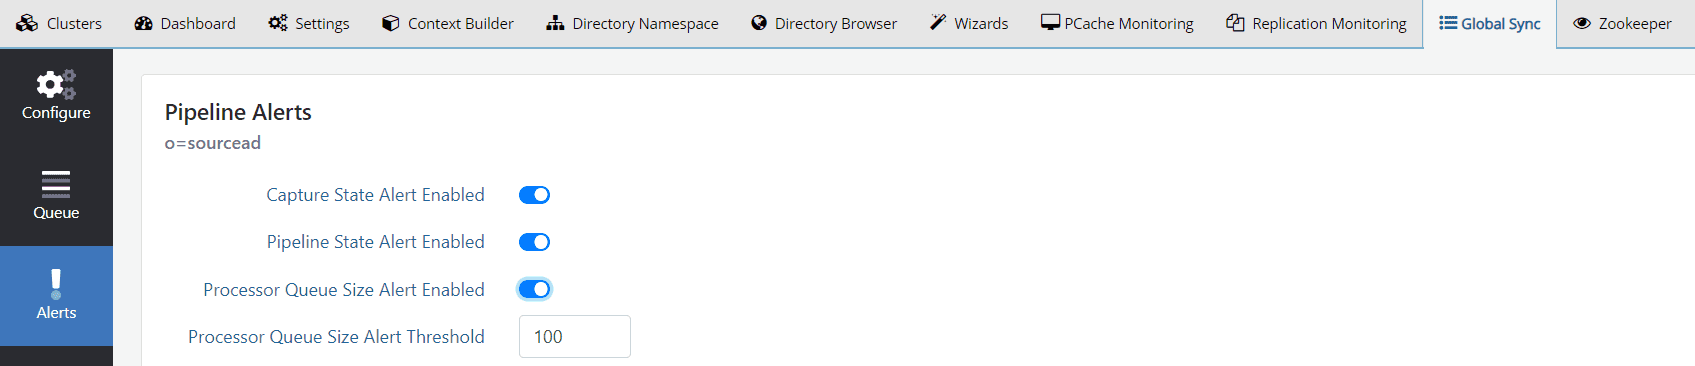 Clusters Dashboard Settings Context Builder Directory Namespace Directory Browser Wizards PCache Monitoring Replication Monitoring Global Sync Zookeeper
Configure
Queue
Alerts
Pipeline Alerts
o=sourcead
Capture State Alert Enabled
Pipeline State Alert Enabled
Processor Queue Size Alert Enabled
Processor Queue Size Alert Threshold 100